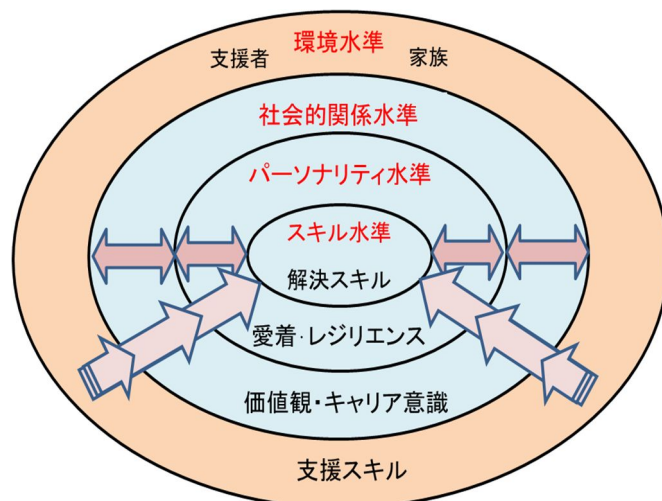 環境水準
支援者
家族
社会的関係水準
パーソナリティ水準
スキル水準
解決スキル
愛着・レジリエンス
価値観・キャリア意識
支援スキル